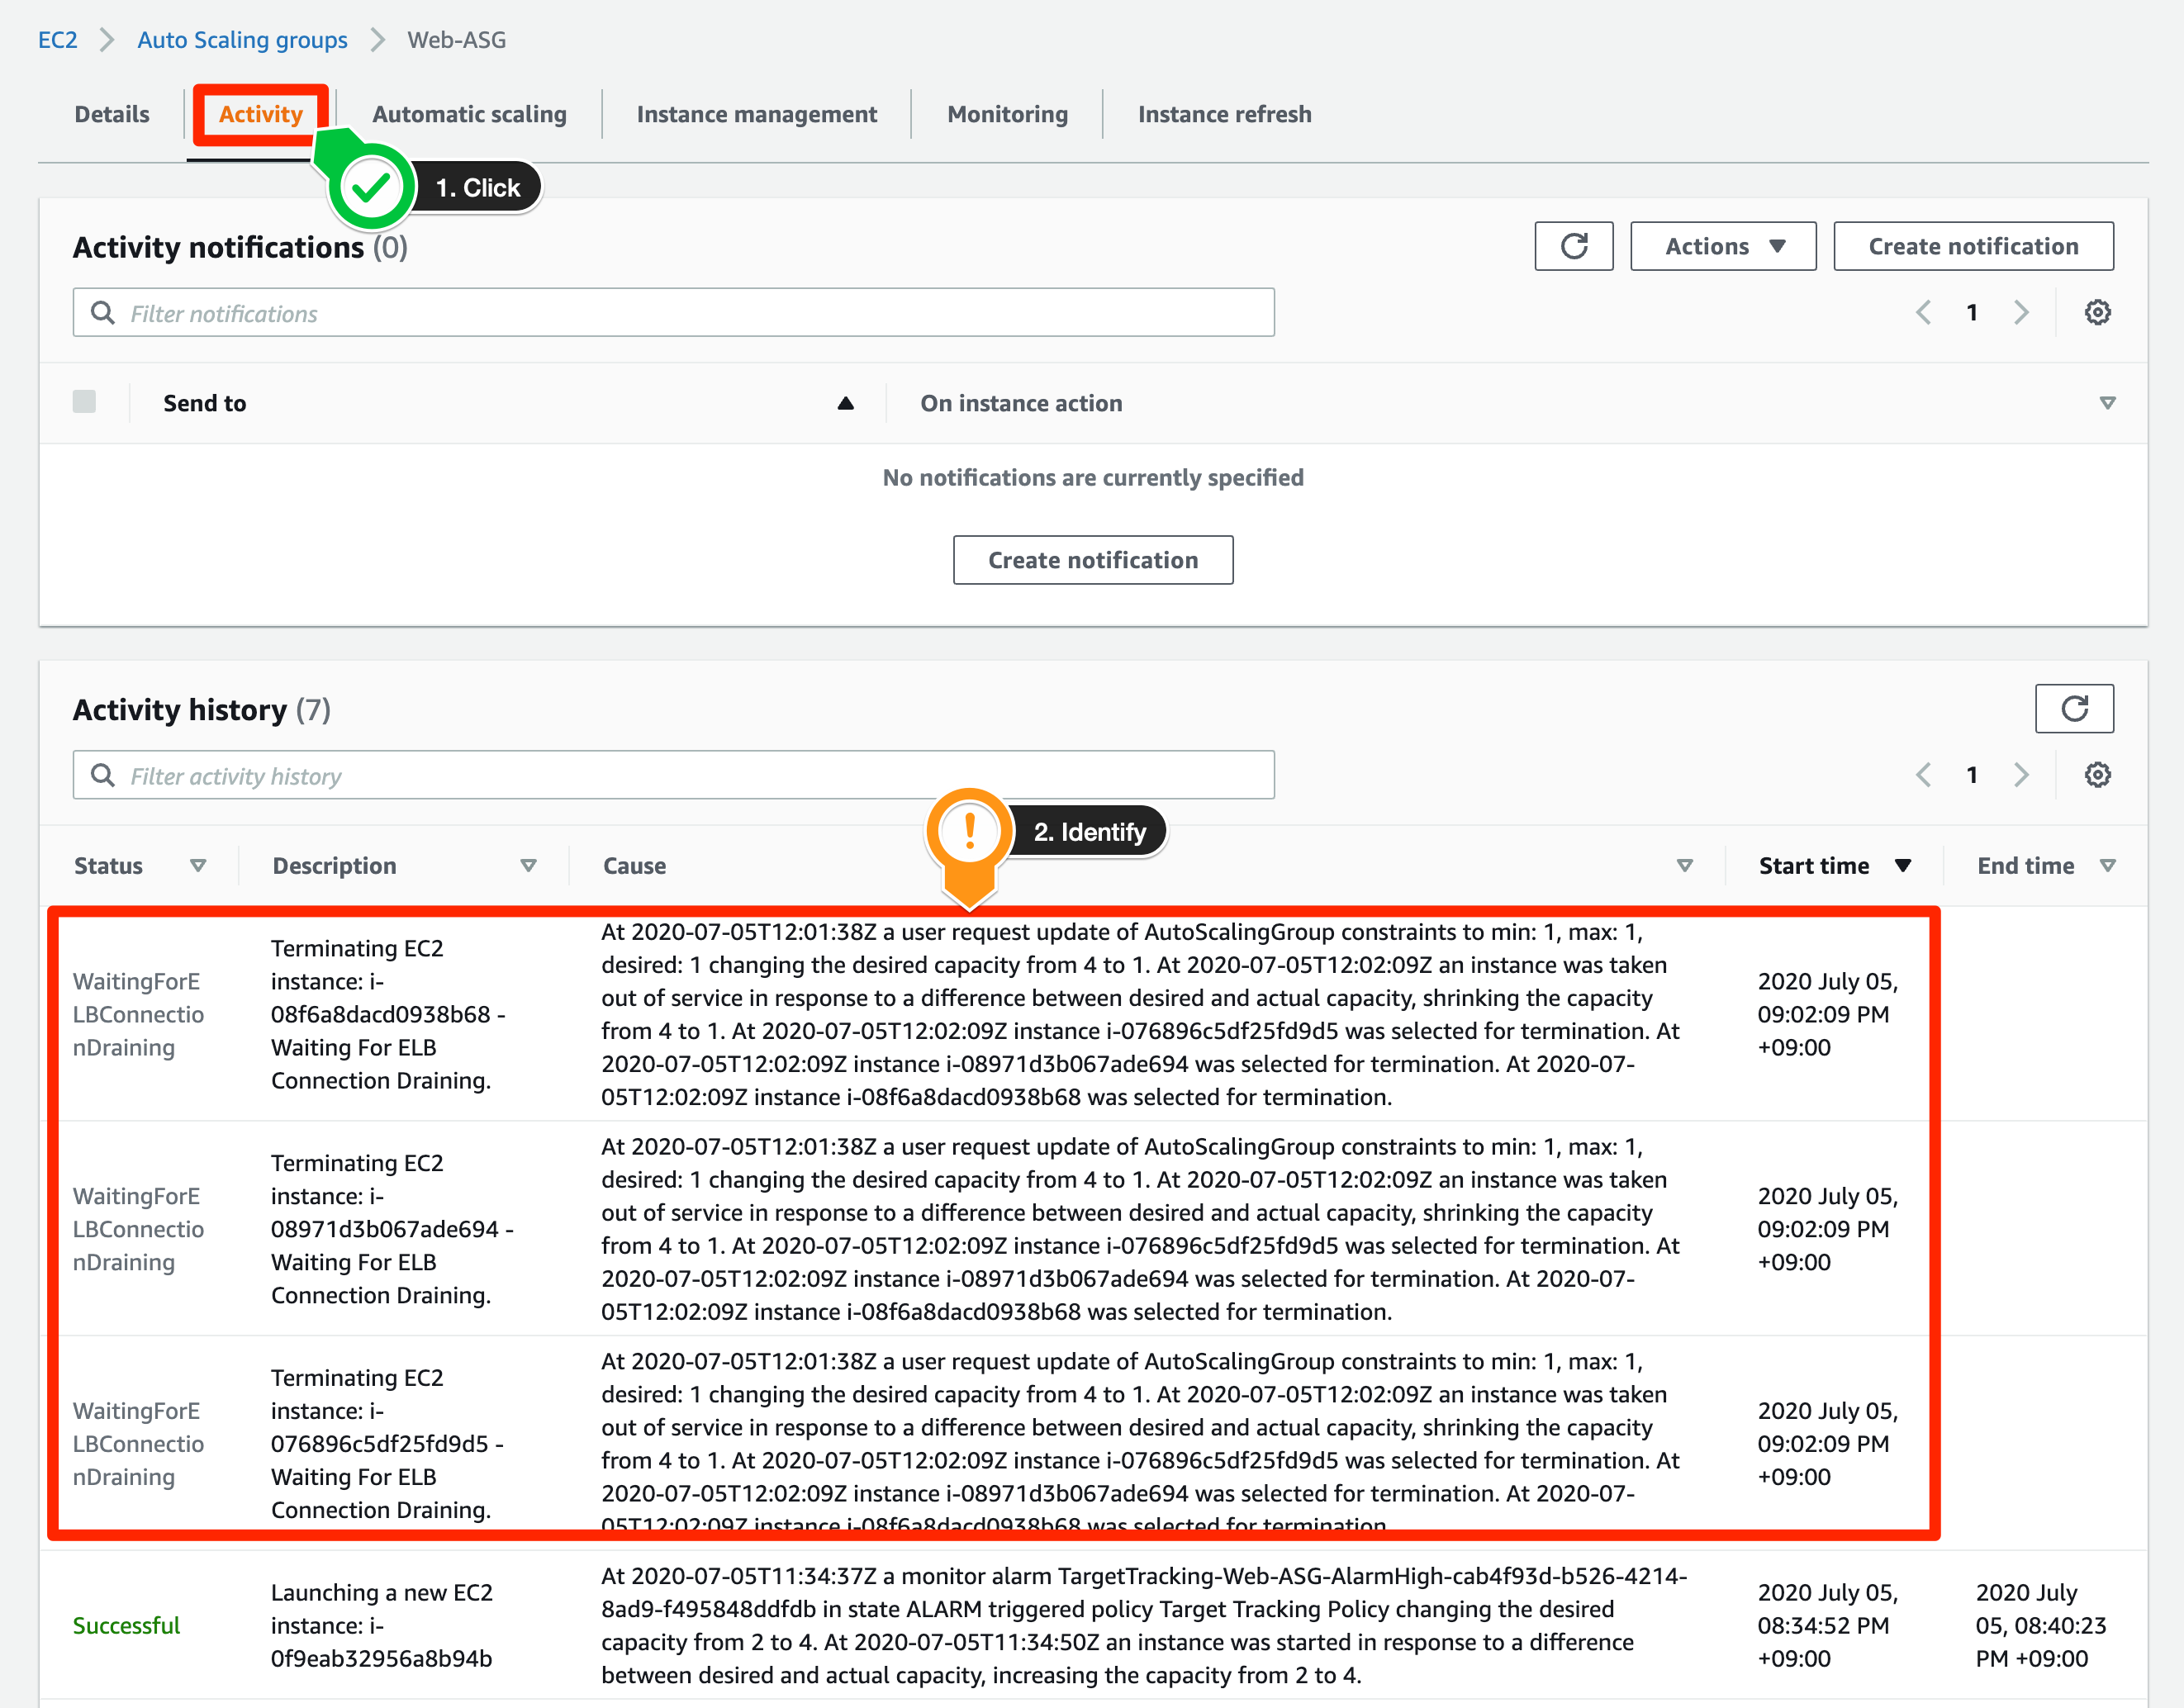 EC2 > Auto Scaling groups > Web-ASG
Details
Activity
Automatic scaling
Instance management
Monitoring
Instance refresh
1. Click
Activity notifications (0)
Actions
Create notification
Filter notifications
1
Send to
On instance action
No notifications are currently specified
Create notification
Activity history (7)
Filter activity history
1
2. Identify
Status
Description
Cause
Start time
End time
WaitingForE
LBConnectio
nDraining
Terminating EC2
instance: i-
08f6a8dacd0938b68 -
Waiting For ELB
Connection Draining.
At 2020-07-05T12:01:38Z a user request update of AutoScalingGroup constraints to min: 1, max: 1,
desired: 1 changing the desired capacity from 4 to 1. At 2020-07-05T12:02:09Z an instance was taken
out of service in response to a difference between desired and actual capacity, shrinking the capacity
from 4 to 1. At 2020-07-05T12:02:09Z instance i-076896c5df25fd9d5 was selected for termination. At
2020-07-05T12:02:09Z instance i-08971d3b067ade694 was selected for termination. At 2020-07-
05T12:02:09Z instance i-08f6a8dacd0938b68 was selected for termination.
2020 July 05,
09:02:09 PM
+09:00
WaitingForE
LBConnectio
nDraining
Terminating EC2
instance: i-
08971d3b067ade694 -
Waiting For ELB
Connection Draining.
At 2020-07-05T12:01:38Z a user request update of AutoScalingGroup constraints to min: 1, max: 1,
desired: 1 changing the desired capacity from 4 to 1. At 2020-07-05T12:02:09Z an instance was taken
out of service in response to a difference between desired and actual capacity, shrinking the capacity
from 4 to 1. At 2020-07-05T12:02:09Z instance i-076896c5df25fd9d5 was selected for termination. At
2020-07-05T12:02:09Z instance i-08971d3b067ade694 was selected for termination. At 2020-07-
05T12:02:09Z instance i-08f6a8dacd0938b68 was selected for termination.
2020 July 05,
09:02:09 PM
+09:00
WaitingForE
LBConnectio
nDraining
Terminating EC2
instance: i-
076896c5df25fd9d5 -
Waiting For ELB
Connection Draining.
At 2020-07-05T12:01:38Z a user request update of AutoScalingGroup constraints to min: 1, max: 1,
desired: 1 changing the desired capacity from 4 to 1. At 2020-07-05T12:02:09Z an instance was taken
out of service in response to a difference between desired and actual capacity, shrinking the capacity
from 4 to 1. At 2020-07-05T12:02:09Z instance i-076896c5df25fd9d5 was selected for termination. At
2020-07-05T12:02:09Z instance i-08971d3b067ade694 was selected for termination. At 2020-07-
05T12:02:09Z instance i-08f6a8dacd0938b68 was selected for termination.
2020 July 05,
09:02:09 PM
+09:00
Successful
Launching a new EC2
instance: i-
0f9eab32956a8b94b
At 2020-07-05T11:34:37Z a monitor alarm TargetTracking-Web-ASG-AlarmHigh-cab4f93d-b526-4214-
8ad9-f495848ddfdb in state ALARM triggered policy Target Tracking Policy changing the desired
capacity from 2 to 4. At 2020-07-05T11:34:50Z an instance was started in response to a difference
between desired and actual capacity, increasing the capacity from 2 to 4.
2020 July 05,
08:34:52 PM
+09:00
2020 July
05, 08:40:23
PM +09:00